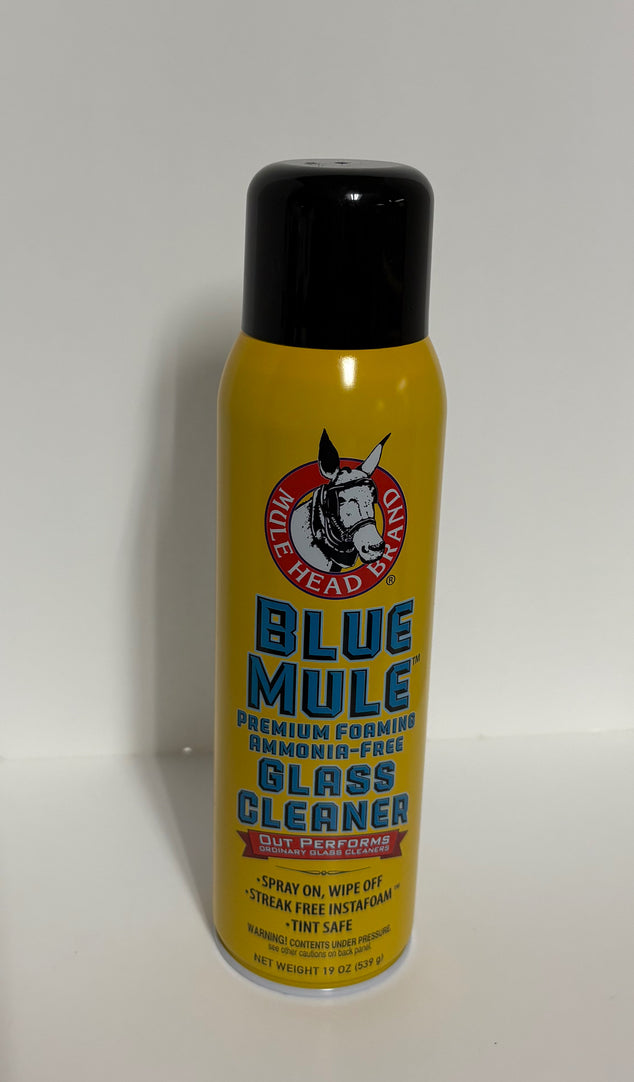 MULE HEAD BRAND
®
BLUE
MULE™
PREMIUM FOAMING
AMMONIA-FREE
GLASS
CLEANER
OUT PERFORMS
ORDINARY GLASS CLEANERS
•SPRAY ON, WIPE OFF
•STREAK FREE INSTAFOAM™
•TINT SAFE
WARNING! CONTENTS UNDER PRESSURE.
see other cautions on back panel.
NET WEIGHT 19 OZ (539 g)